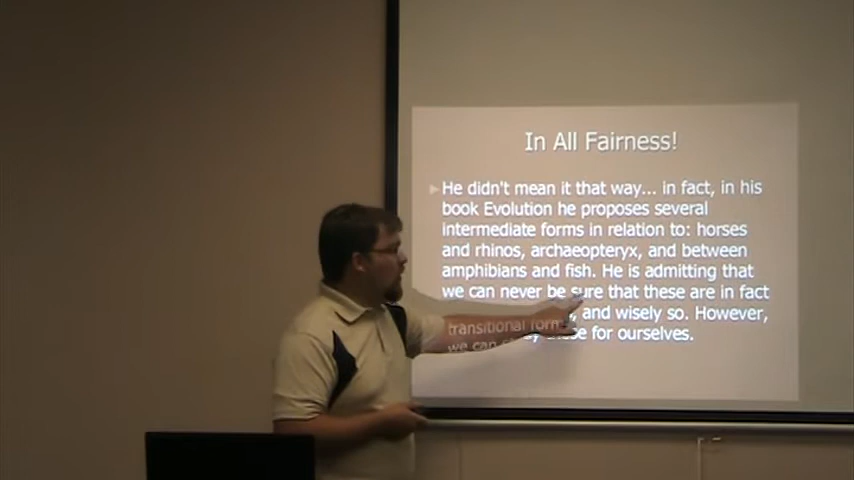 In All Fairness!
He didn't mean it that way... in fact, in his
book Evolution he proposes several
intermediate forms in relation to: horses
and rhinos, archaeopteryx, and between
amphibians and fish. He is admitting that
we can never be sure that these are in fact
transitional form , and wisely so. However,
we can for ourselves.